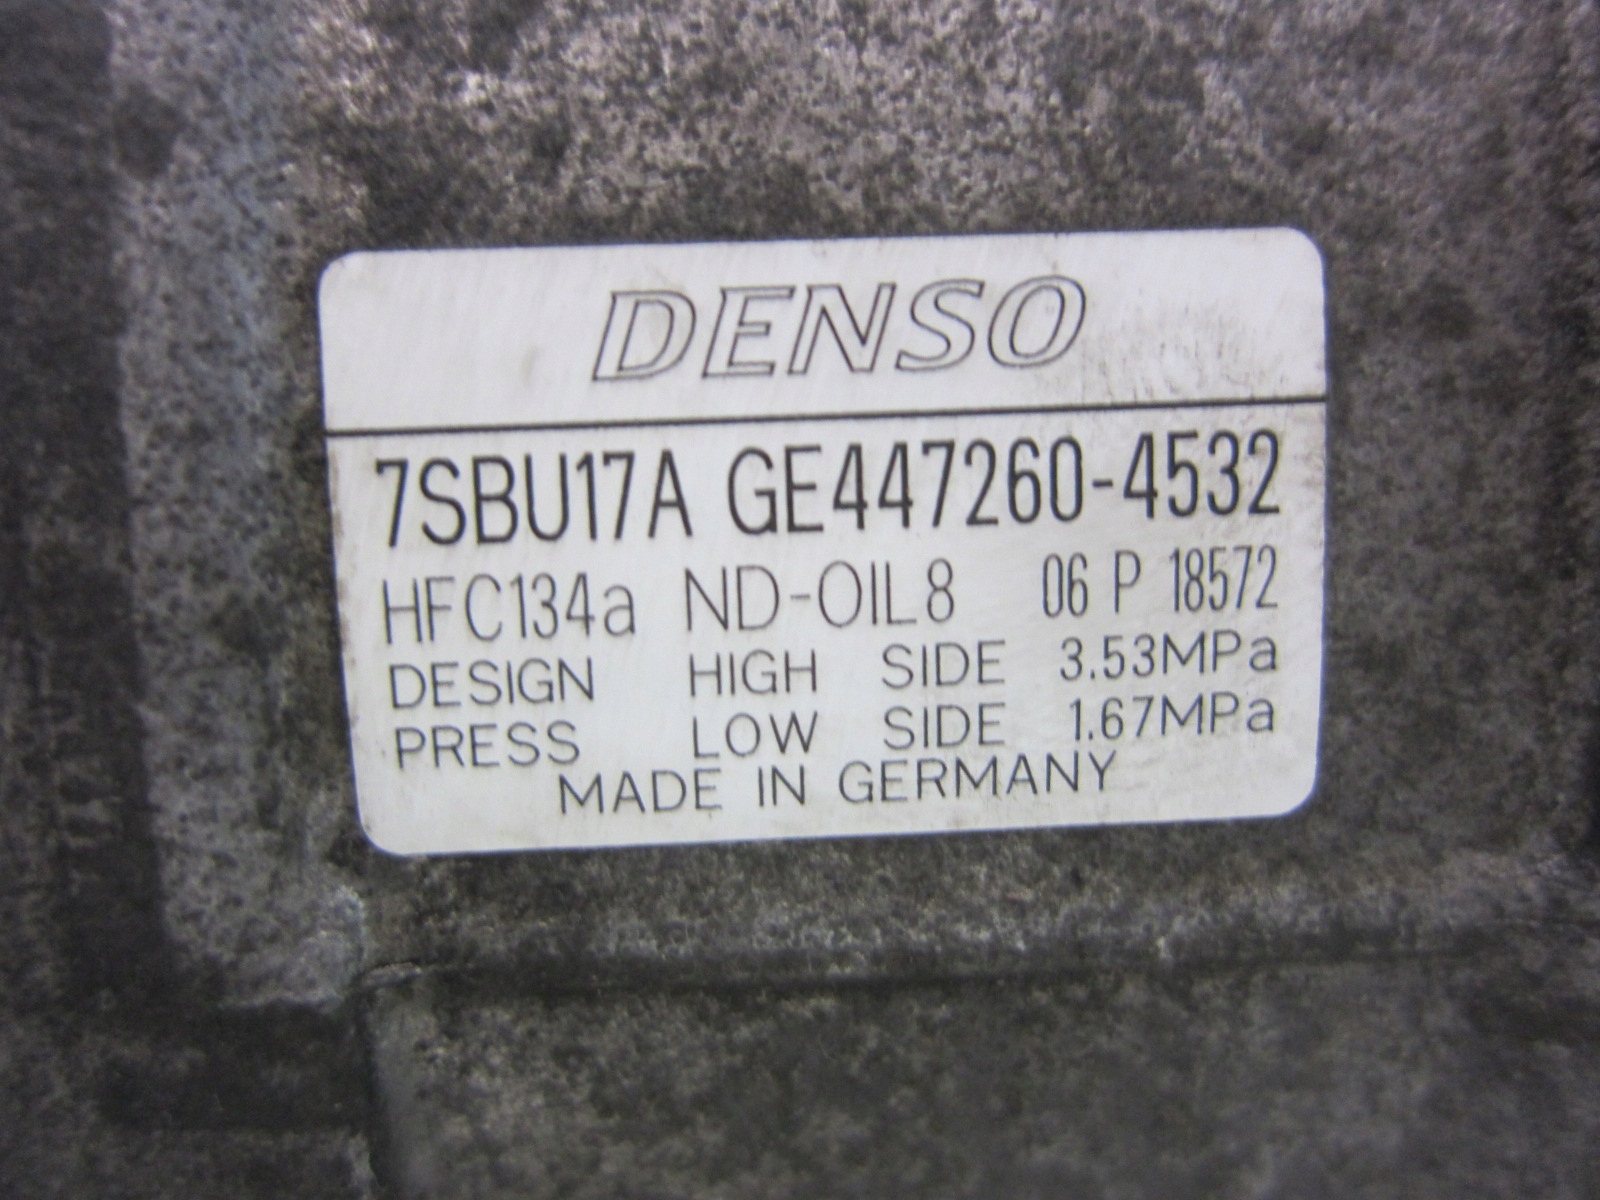 DENSO
7SBU17A GE447260-4532
HFC134a ND-OIL8 06 P 18572
DESIGN HIGH SIDE 3.53MPa
PRESS LOW SIDE 1.67MPa
MADE IN GERMANY